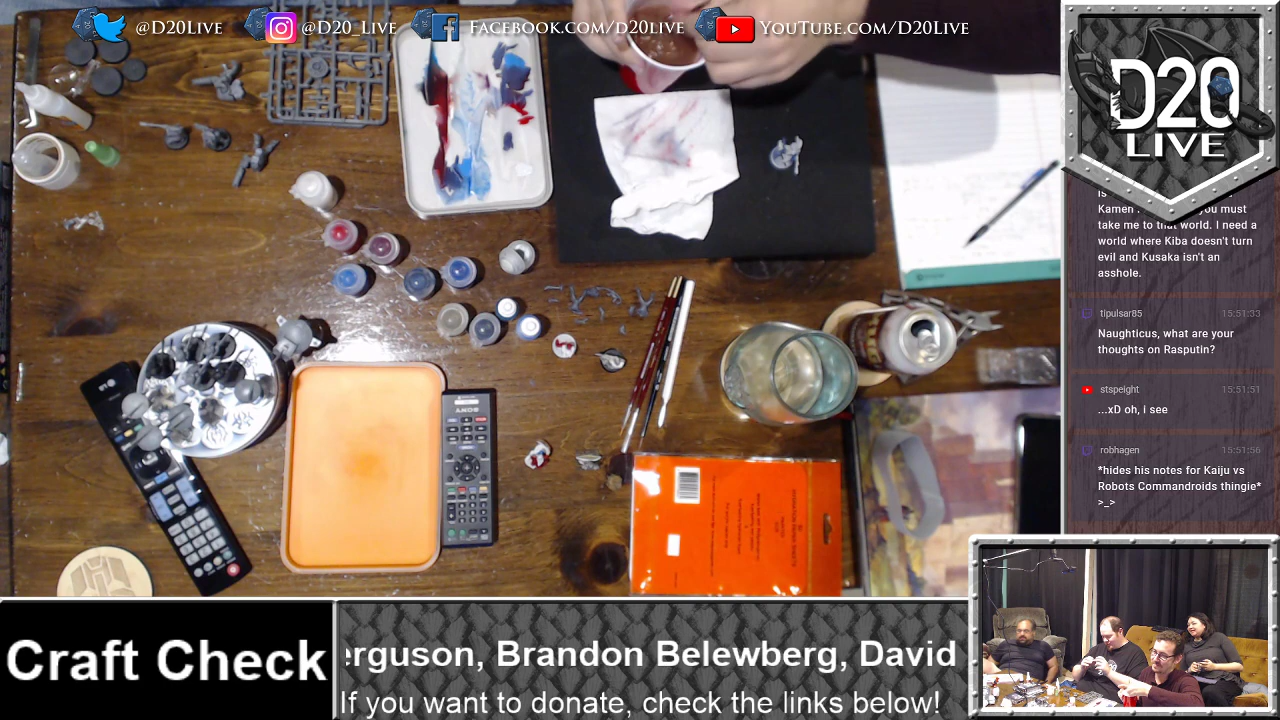 @D20LIVE
@D20_LIVE
FACEBOOK.COM/D20LIVE
YOUTUBE.COM/D20LIVE
D20
LIVE
Kamen
you must
take me to that world. I need a
world where Kiba doesn't turn
evil and Kusaka isn't an
asshole.
tipulsar85 15:51:33
Naughticus, what are your
thoughts on Rasputin?
stspeight 15:51:51
...xD oh, i see
robhagen 15:51:56
*hides his notes for Kaiju vs
Robots Commandroids thingie*
>_>
SONY
Craft Check
erguson, Brandon Belewberg, David
If you want to donate, check the links below!